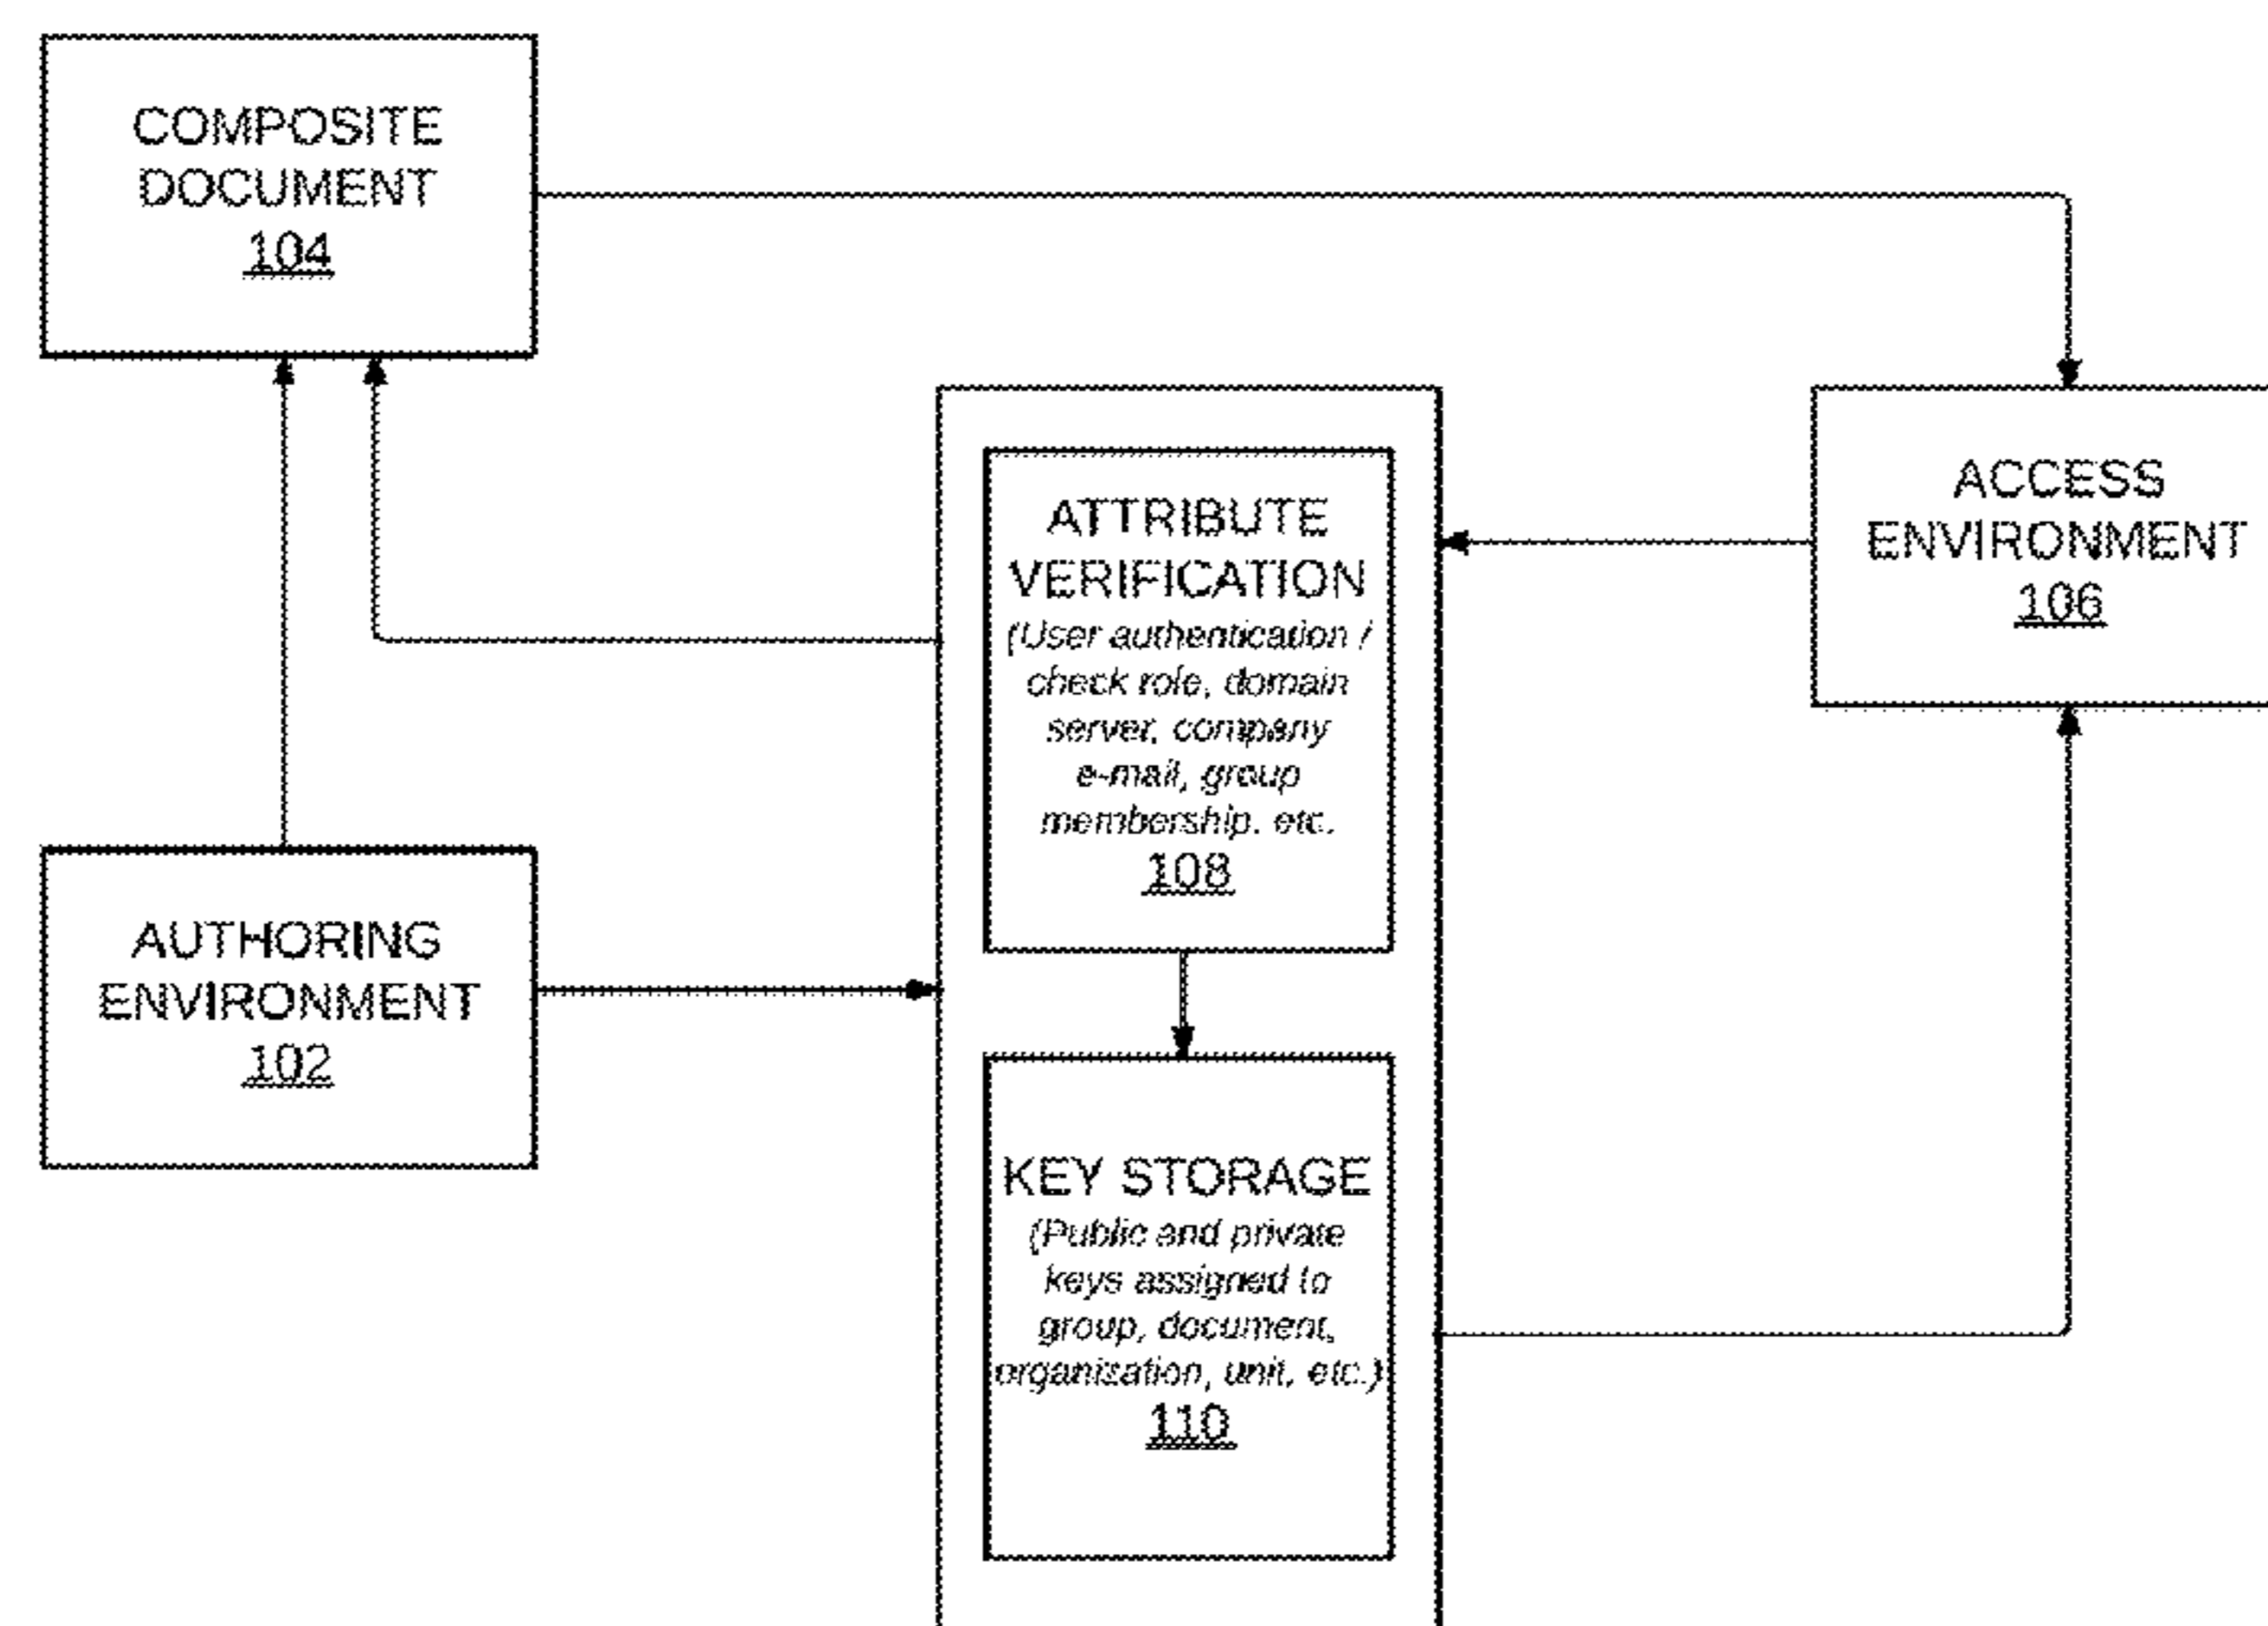 COMPOSITE
DOCUMENT
104
ATTRIBUTE
VERIFICATION
(User authentication /
check role, domain
server, company
e-mail, group
membership, etc.
108
ACCESS
ENVIRONMENT
106
AUTHORING
ENVIRONMENT
102
KEY STORAGE
(Public and private
keys assigned to
group, document,
organization, unit, etc.)
110